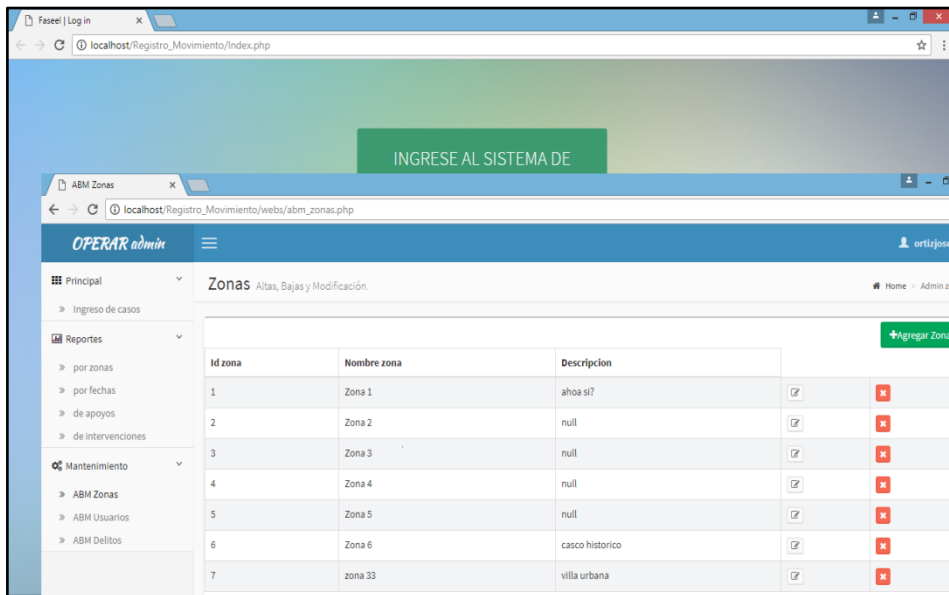 Faseel | Log in
localhost/Registro_Movimiento/Index.php
INGRESE AL SISTEMA DE
ABM Zonas
localhost/Registro_Movimiento/webs/abm_zonas.php
OPERAR admin
ortizjose
Principal
Ingreso de casos
Reportes
por zonas
por fechas
de apoyos
de intervenciones
Mantenimiento
ABM Zonas
ABM Usuarios
ABM Delitos
Zonas Altas, Bajas y Modificación.
Home > Admin z
+Agregar Zona
Id zona Nombre zona Descripcion
1 Zona 1 ahoa si?
2 Zona 2 null
3 Zona 3 null
4 Zona 4 null
5 Zona 5 null
6 Zona 6 casco historico
7 zona 33 villa urbana